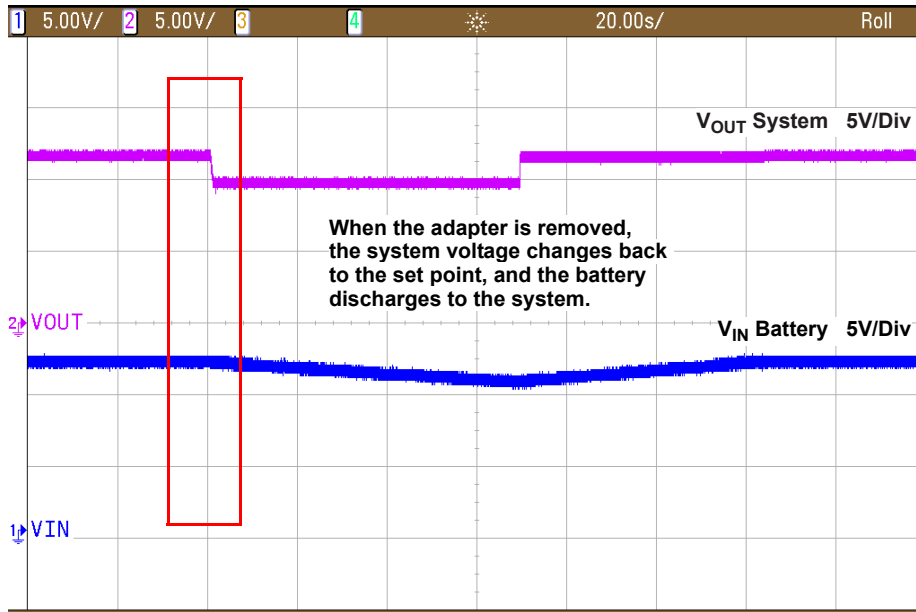 1 5.00V/ 2 5.00V/ 3 4 20.00s/ Roll
VOUT System 5V/Div
When the adapter is removed,
the system voltage changes back
to the set point, and the battery
discharges to the system.
2 VOUT
VIN Battery 5V/Div
1 VIN